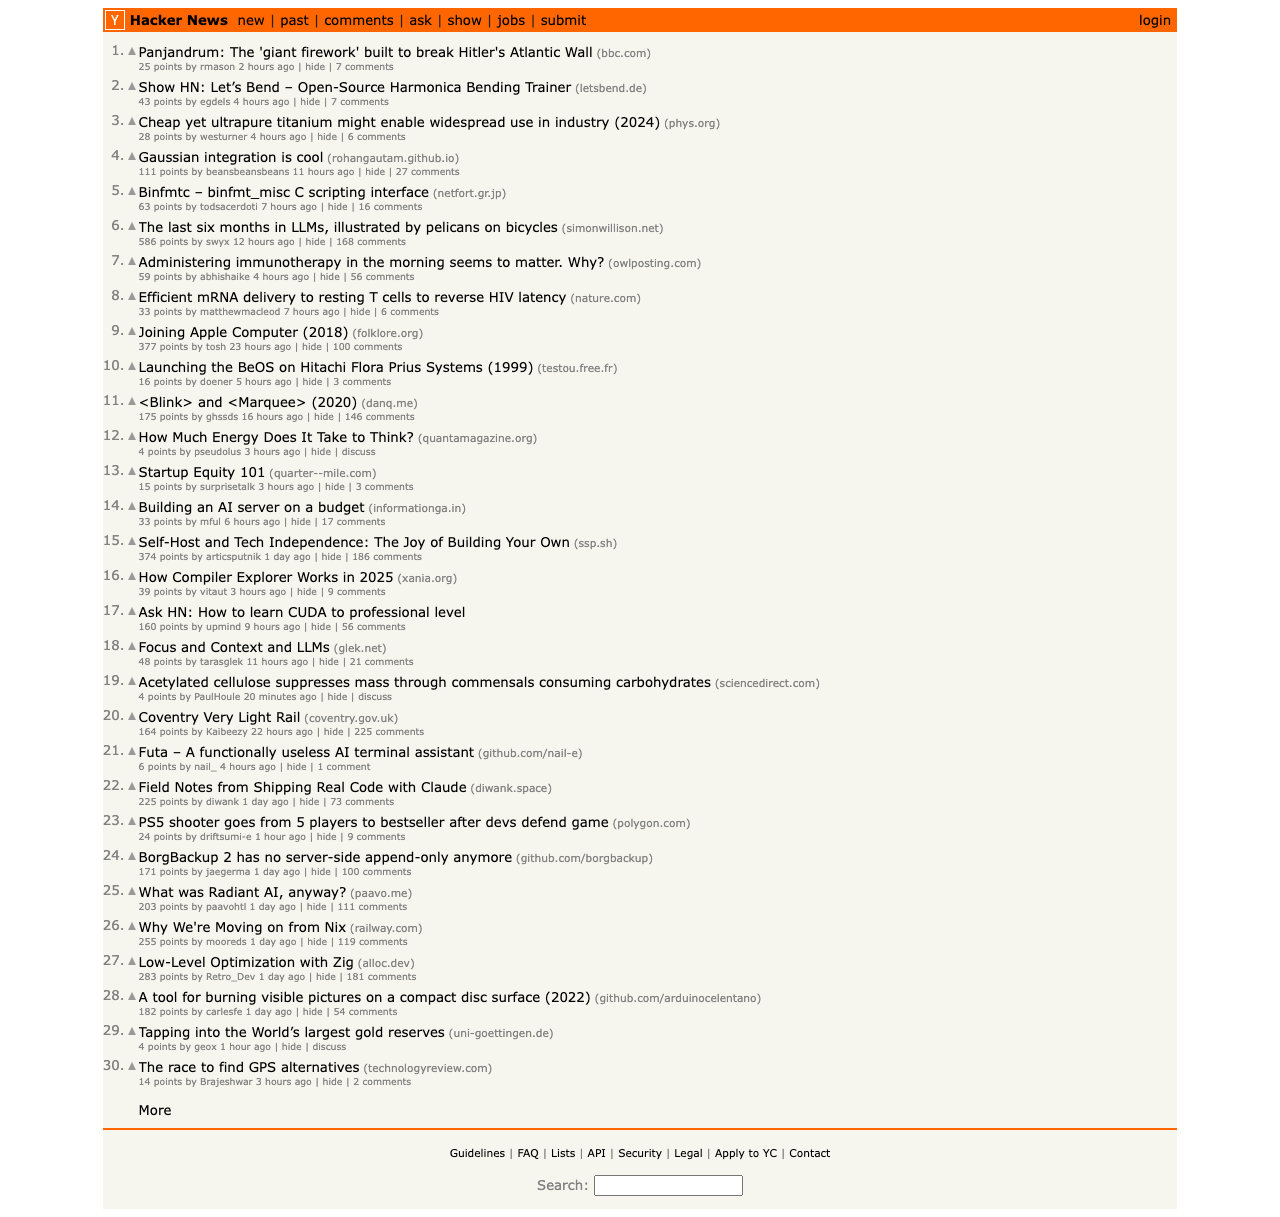 Y Hacker News new | past | comments | ask | show | jobs | submit login
1. ▲ Panjandrum: The 'giant firework' built to break Hitler's Atlantic Wall (bbc.com)
25 points by rmason 2 hours ago | hide | 7 comments
2. ▲ Show HN: Let’s Bend – Open-Source Harmonica Bending Trainer (letsbend.de)
43 points by egdels 4 hours ago | hide | 7 comments
3. ▲ Cheap yet ultrapure titanium might enable widespread use in industry (2024) (phys.org)
28 points by westurner 4 hours ago | hide | 6 comments
4. ▲ Gaussian integration is cool (rohangautam.github.io)
111 points by beansbeansbeans 11 hours ago | hide | 27 comments
5. ▲ Binfmtc – binfmt_misc C scripting interface (netfort.gr.jp)
63 points by todsacerdoti 7 hours ago | hide | 16 comments
6. ▲ The last six months in LLMs, illustrated by pelicans on bicycles (simonwillison.net)
586 points by swyx 12 hours ago | hide | 168 comments
7. ▲ Administering immunotherapy in the morning seems to matter. Why? (owlposting.com)
59 points by abhishaike 4 hours ago | hide | 56 comments
8. ▲ Efficient mRNA delivery to resting T cells to reverse HIV latency (nature.com)
33 points by matthewmacleod 7 hours ago | hide | 6 comments
9. ▲ Joining Apple Computer (2018) (folklore.org)
377 points by tosh 23 hours ago | hide | 100 comments
10. ▲ Launching the BeOS on Hitachi Flora Prius Systems (1999) (testou.free.fr)
16 points by doener 5 hours ago | hide | 3 comments
11. ▲ <Blink> and <Marquee> (2020) (danq.me)
175 points by ghssds 16 hours ago | hide | 146 comments
12. ▲ How Much Energy Does It Take to Think? (quantamagazine.org)
4 points by pseudolus 3 hours ago | hide | discuss
13. ▲ Startup Equity 101 (quarter--mile.com)
15 points by surprisetalk 3 hours ago | hide | 3 comments
14. ▲ Building an AI server on a budget (informationga.in)
33 points by mful 6 hours ago | hide | 17 comments
15. ▲ Self-Host and Tech Independence: The Joy of Building Your Own (ssp.sh)
374 points by articsputnik 1 day ago | hide | 186 comments
16. ▲ How Compiler Explorer Works in 2025 (xania.org)
39 points by vitaut 3 hours ago | hide | 9 comments
17. ▲ Ask HN: How to learn CUDA to professional level
160 points by upmind 9 hours ago | hide | 56 comments
18. ▲ Focus and Context and LLMs (glek.net)
48 points by tarasglek 11 hours ago | hide | 21 comments
19. ▲ Acetylated cellulose suppresses mass through commensals consuming carbohydrates (sciencedirect.com)
4 points by PaulHoule 20 minutes ago | hide | discuss
20. ▲ Coventry Very Light Rail (coventry.gov.uk)
164 points by Kaibeezy 22 hours ago | hide | 225 comments
21. ▲ Futa – A functionally useless AI terminal assistant (github.com/nail-e)
6 points by nail_ 4 hours ago | hide | 1 comment
22. ▲ Field Notes from Shipping Real Code with Claude (diwank.space)
225 points by diwank 1 day ago | hide | 73 comments
23. ▲ PS5 shooter goes from 5 players to bestseller after devs defend game (polygon.com)
24 points by driftsumi-e 1 hour ago | hide | 9 comments
24. ▲ BorgBackup 2 has no server-side append-only anymore (github.com/borgbackup)
171 points by jaegerma 1 day ago | hide | 100 comments
25. ▲ What was Radiant AI, anyway? (paavo.me)
203 points by paavohtl 1 day ago | hide | 111 comments
26. ▲ Why We're Moving on from Nix (railway.com)
255 points by mooreds 1 day ago | hide | 119 comments
27. ▲ Low-Level Optimization with Zig (alloc.dev)
283 points by Retro_Dev 1 day ago | hide | 181 comments
28. ▲ A tool for burning visible pictures on a compact disc surface (2022) (github.com/arduinocelentano)
182 points by carlesfe 1 day ago | hide | 54 comments
29. ▲ Tapping into the World’s largest gold reserves (uni-goettingen.de)
4 points by geox 1 hour ago | hide | discuss
30. ▲ The race to find GPS alternatives (technologyreview.com)
14 points by Brajeshwar 3 hours ago | hide | 2 comments
More
Guidelines | FAQ | Lists | API | Security | Legal | Apply to YC | Contact
Search: